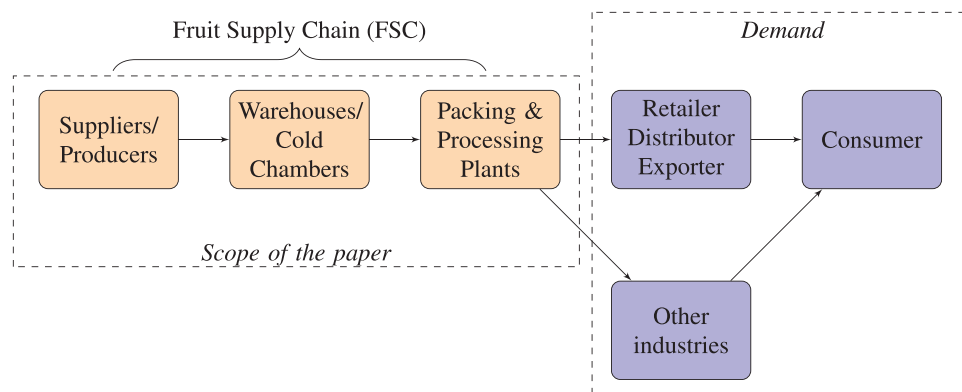 Fruit Supply Chain (FSC)
Demand
Suppliers/
Producers
Warehouses/
Cold
Chambers
Packing &
Processing
Plants
Retailer
Distributor
Exporter
Consumer
Scope of the paper
Other
industries